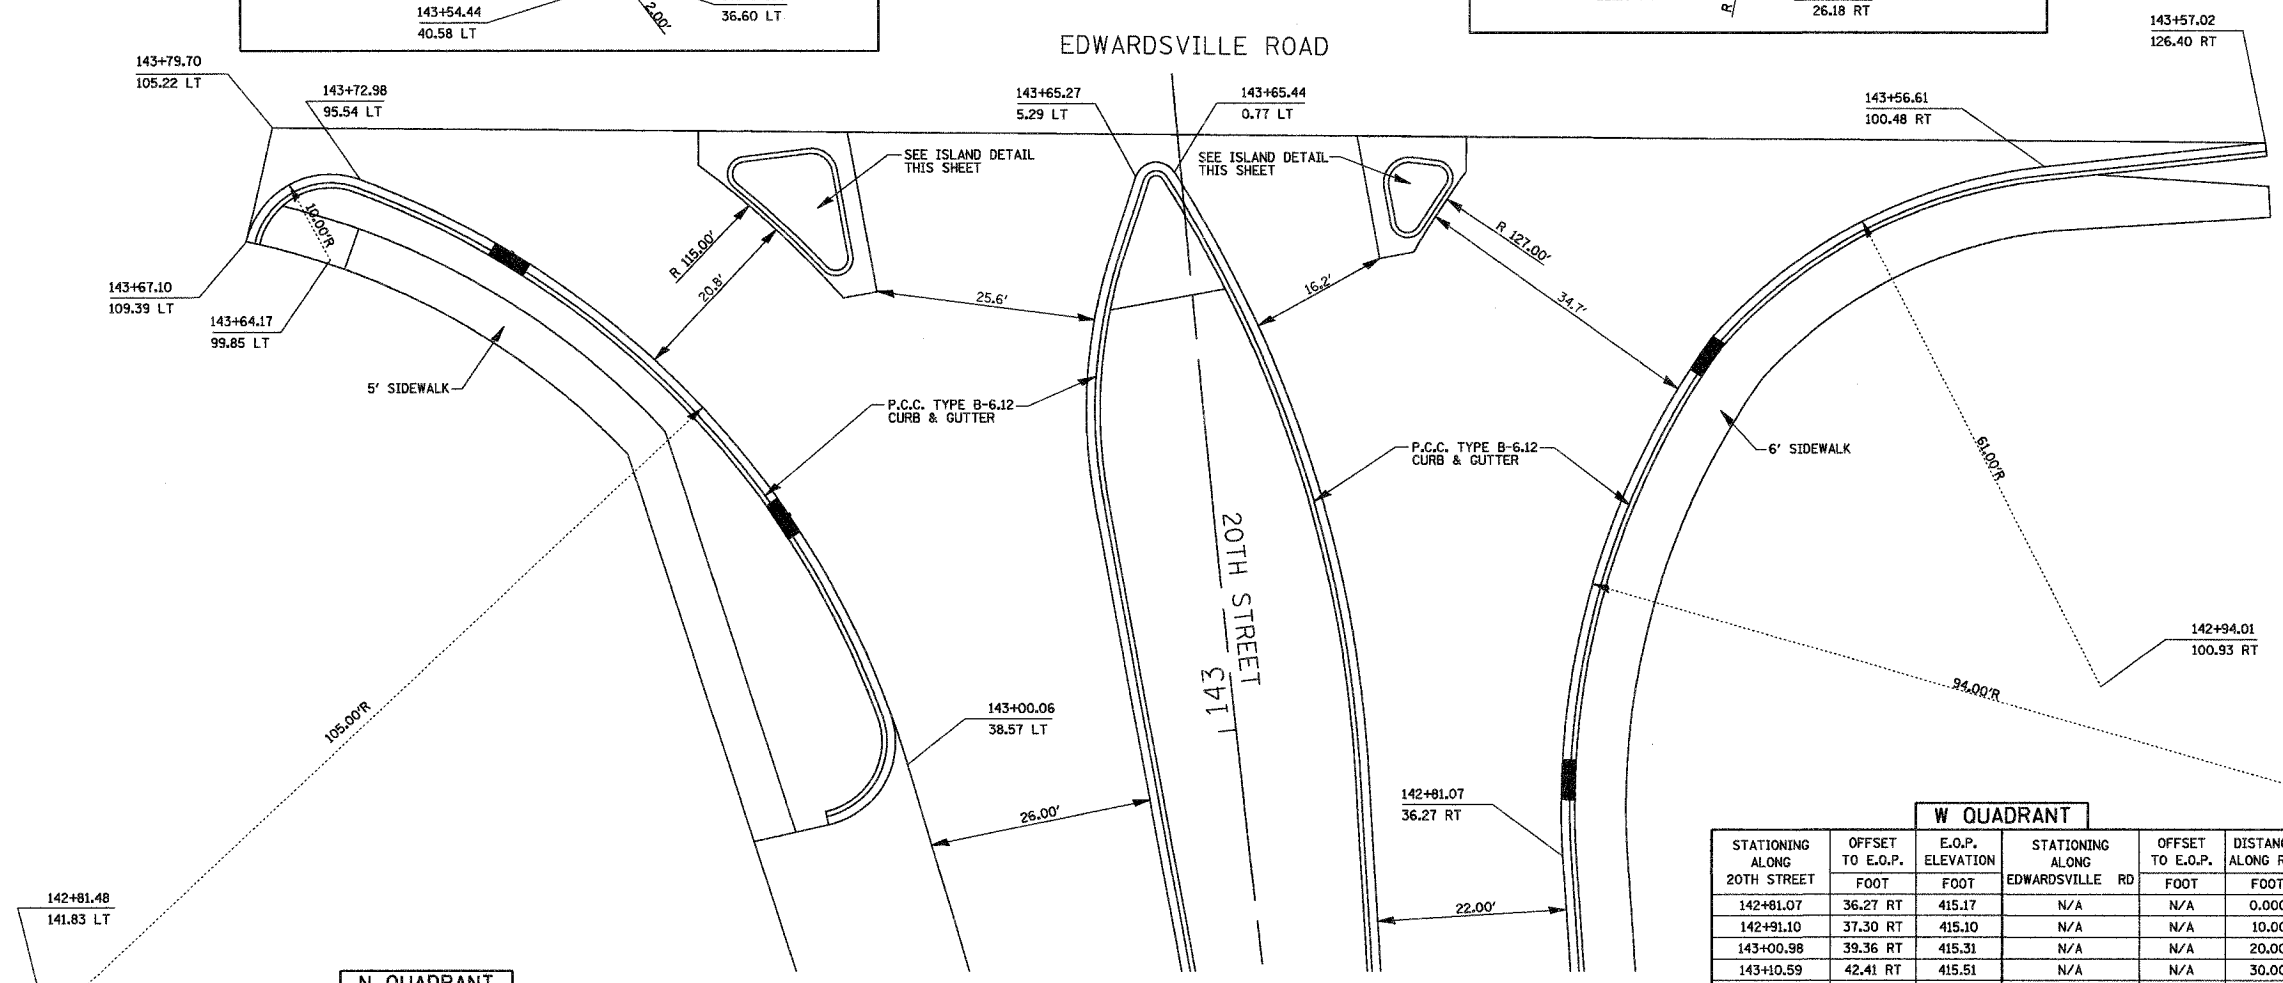 143+54.44
40.58 LT
2.00'
36.60 LT
R
26.18 RT
143+57.02
126.40 RT
EDWARDSVILLE ROAD
143+79.70
105.22 LT
143+72.98
95.54 LT
143+65.27
5.29 LT
143+65.44
0.77 LT
143+56.61
100.48 RT
SEE ISLAND DETAIL
THIS SHEET
SEE ISLAND DETAIL
THIS SHEET
10.00'R
R 115.00'
20.8'
25.6'
16.2'
R 127.00'
34.7'
143+67.10
109.39 LT
143+64.17
99.85 LT
5' SIDEWALK
P.C.C. TYPE B-6.12
CURB & GUTTER
P.C.C. TYPE B-6.12
CURB & GUTTER
6' SIDEWALK
61.00'R
20TH STREET
143
142+94.01
100.93 RT
94.00'R
105.00'R
143+00.06
38.57 LT
26.00'
142+81.07
36.27 RT
22.00'
142+81.48
141.83 LT
N QUADRANT
W QUADRANT
STATIONING ALONG 20TH STREET OFFSET TO E.O.P. E.O.P. ELEVATION STATIONING ALONG EDWARDSVILLE RD OFFSET TO E.O.P. DISTANC ALONG R
FOOT FOOT FOOT FOOT
142+81.07 36.27 RT 415.17 N/A N/A 0.000
142+91.10 37.30 RT 415.10 N/A N/A 10.00
143+00.98 39.36 RT 415.31 N/A N/A 20.00
143+10.59 42.41 RT 415.51 N/A N/A 30.00